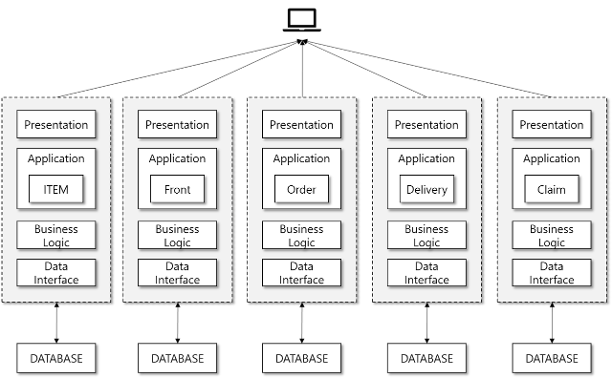 Presentation
Application
ITEM
Business
Logic
Data
Interface
DATABASE
Presentation
Application
Front
Business
Logic
Data
Interface
DATABASE
Presentation
Application
Order
Business
Logic
Data
Interface
DATABASE
Presentation
Application
Delivery
Business
Logic
Data
Interface
DATABASE
Presentation
Application
Claim
Business
Logic
Data
Interface
DATABASE